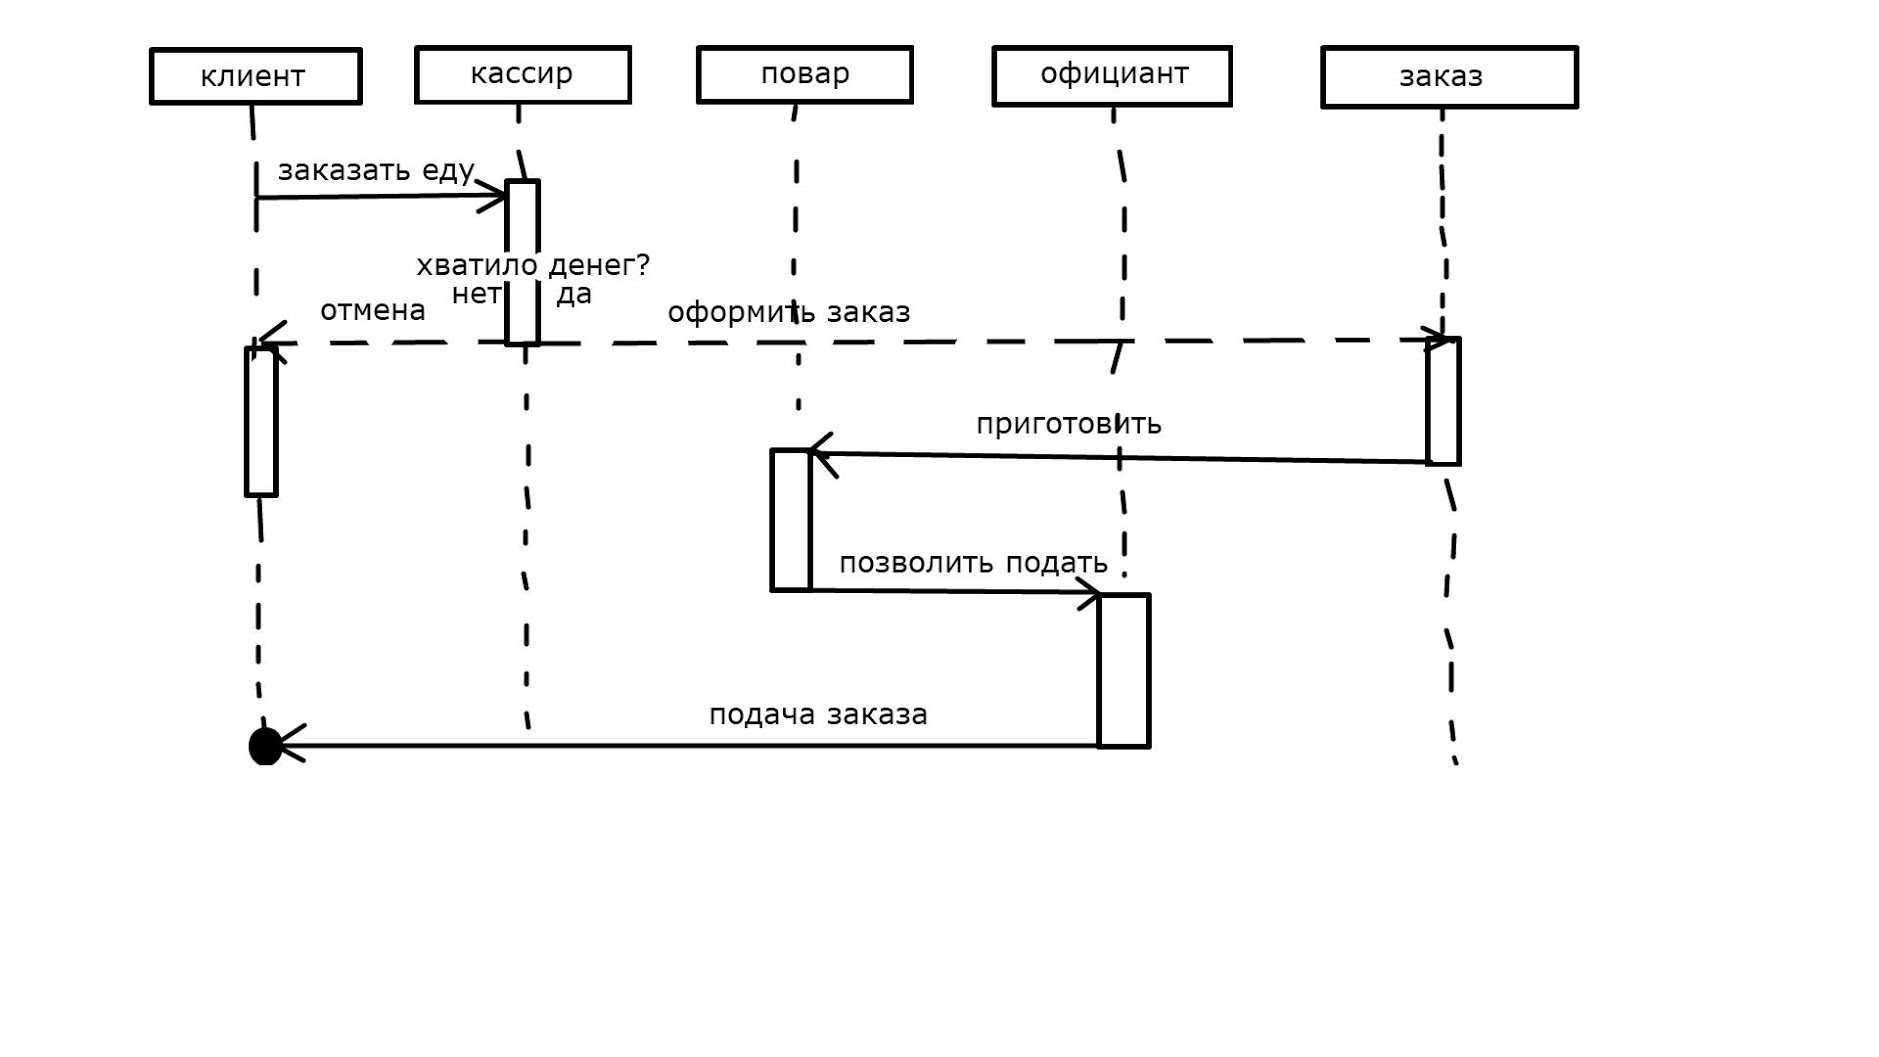 клиент
кассир
повар
официант
заказ
заказать еду
хватило денег?
нет да
отмена
оформить заказ
приготовить
позволить подать
подача заказа